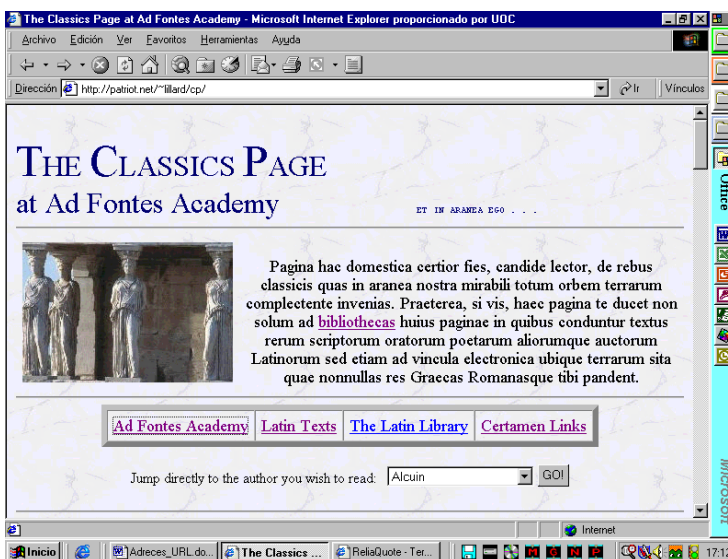 The Classics Page at Ad Fontes Academy - Microsoft Internet Explorer proporcionado por UOC
Archivo Edición Ver Favoritos Herramientas Ayuda
Dirección http://patriot.net/~lillard/cp/ Ir Vínculos
THE CLASSICS PAGE
at Ad Fontes Academy
ET IN ARANEA EGO . . .
Pagina hac domestica certior fies, candide lector, de rebus
classicis quas in aranea nostra mirabili totum orbem terrarum
complectente invenias. Praeterea, si vis, haec pagina te ducet non
solum ad bibliothecas huius paginae in quibus conduntur textus
rerum scriptorum oratorum poetarum aliorumque auctorum
Latinorum sed etiam ad vincula electronica ubique terrarum sita
quae nonnullas res Graecas Romanasque tibi pandent.
Ad Fontes Academy Latin Texts The Latin Library Certamen Links
Jump directly to the author you wish to read: Alcuin GO!
Internet
Inicio Adreces_URL.do... The Classics ... ReliaQuote - Ter... M G N P 17:1
Office
Microsoft